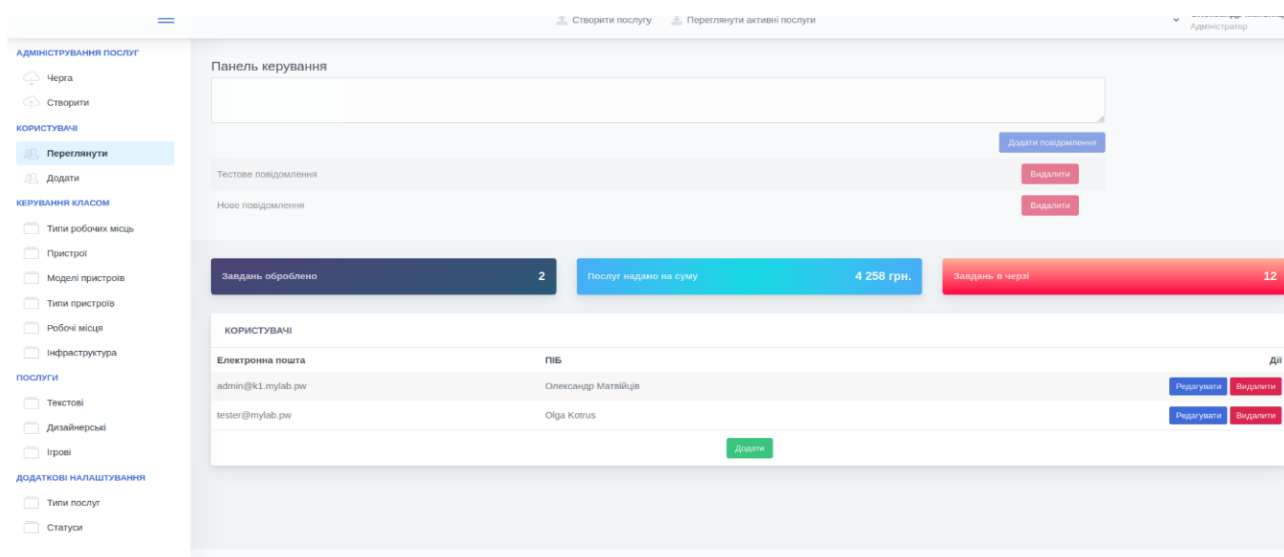 Створити послугу Переглянути активні послуги
Адміністратор
АДМІНІСТРУВАННЯ ПОСЛУГ
Черга
Створити
КОРИСТУВАЧІ
Переглянути
Додати
КЕРУВАННЯ КЛАСОМ
Типи робочих місць
Пристрої
Моделі пристроїв
Типи пристроїв
Робочі місця
Інфраструктура
ПОСЛУГИ
Текстові
Дизайнерські
Ігрові
ДОДАТКОВІ НАЛАШТУВАННЯ
Типи послуг
Статуси
Панель керування
Додати повідомлення
Тестове повідомлення Видалити
Нове повідомлення Видалити
Завдань оброблено 2
Послуг надано на суму 4 258 грн.
Завдань в черзі 12
КОРИСТУВАЧІ
Електронна пошта ПІБ Дії
admin@k1.mylab.pw Олександр Матвійців Редагувати Видалити
tester@mylab.pw Olga Kotrus Редагувати Видалити
Додати